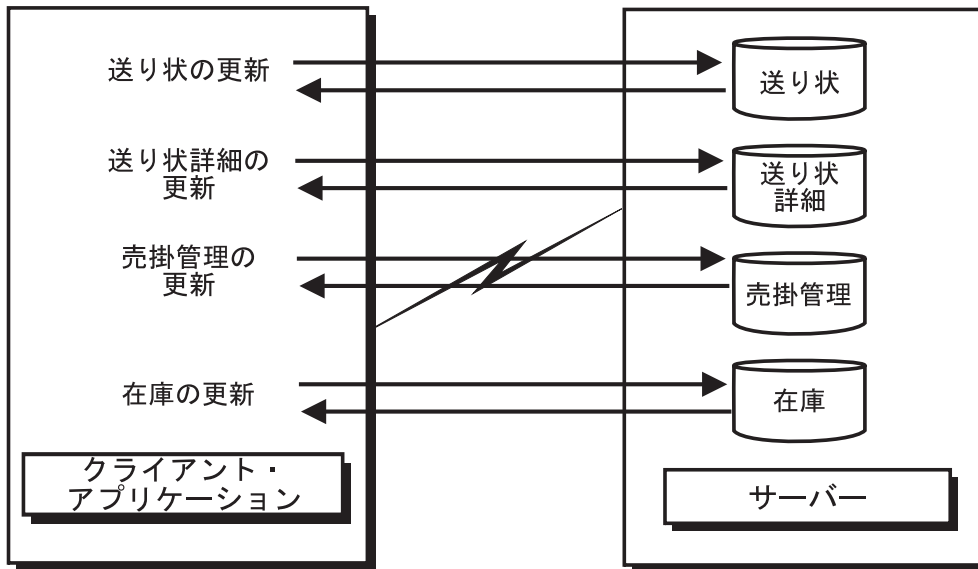 送り状の更新
送り状
送り状詳細の
更新
送り状
詳細
売掛管理の
更新
売掛管理
在庫の更新
在庫
クライアント・
アプリケーション
サーバー